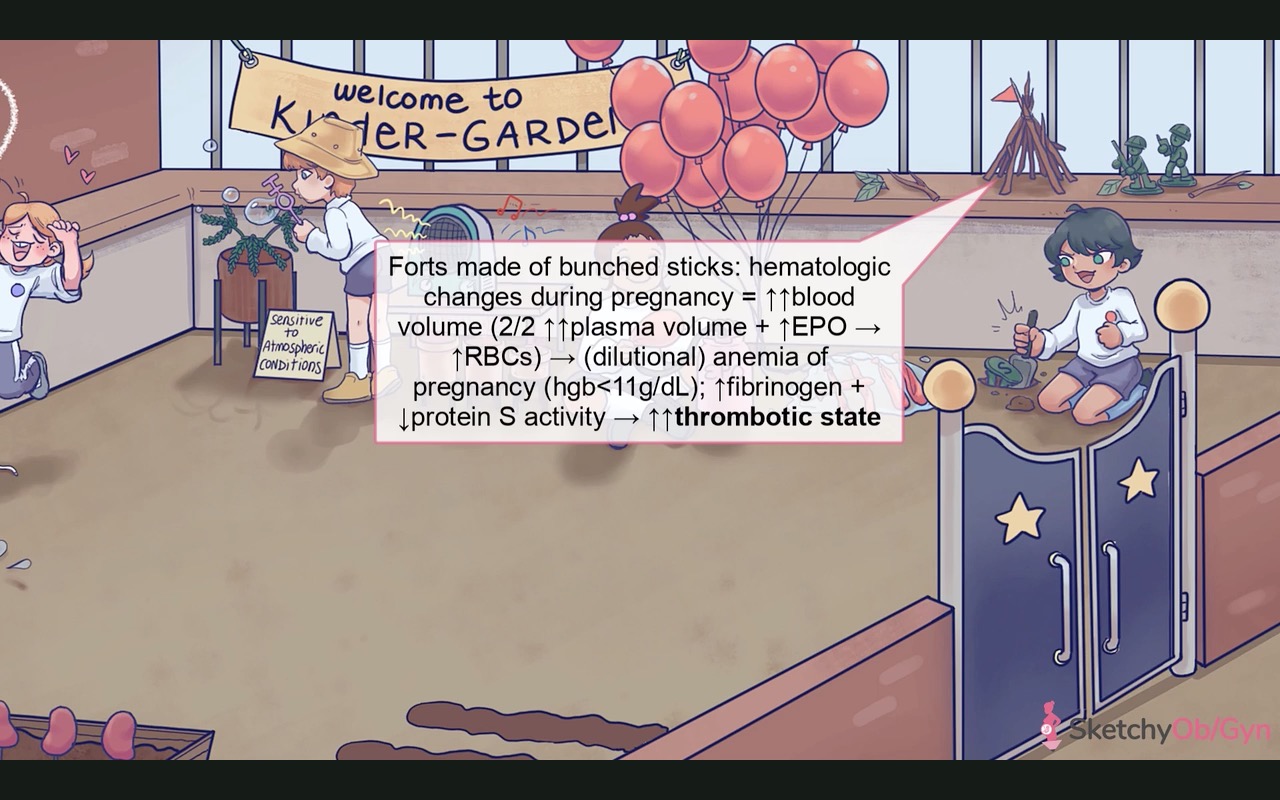 welcome to
KinDER-GARDEN
Sensitive
to
Atmospheric
CONDITIONS
Forts made of bunched sticks: hematologic
changes during pregnancy = ↑↑blood
volume (2/2 ↑↑plasma volume + ↑EPO →
↑RBCs) → (dilutional) anemia of
pregnancy (hgb<11g/dL); ↑fibrinogen +
↓protein S activity → ↑↑thrombotic state
SketchyOb/Gyn